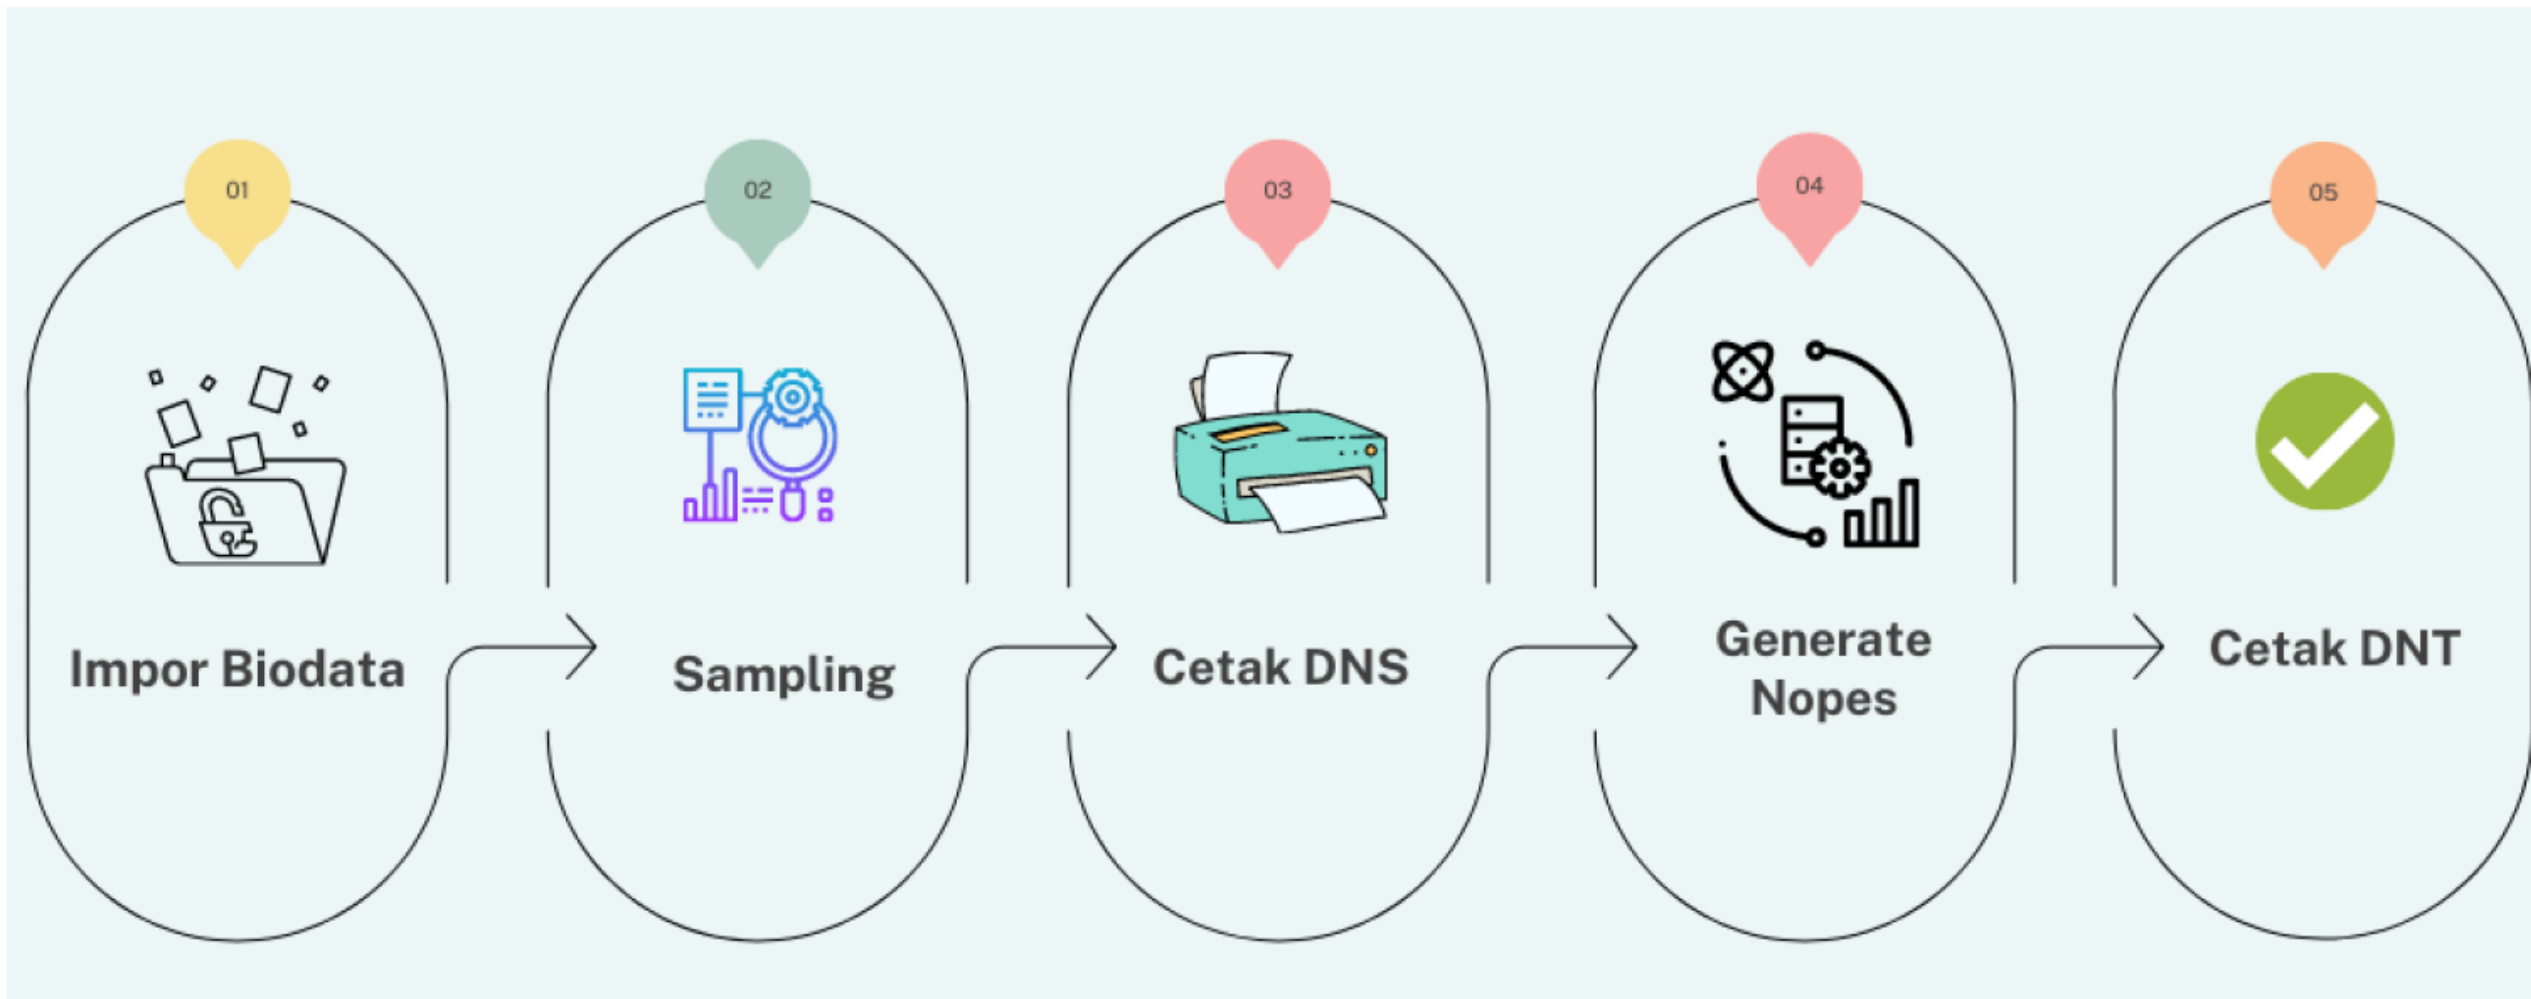 01
Impor Biodata
02
Sampling
03
Cetak DNS
04
Generate
Nopes
05
Cetak DNT